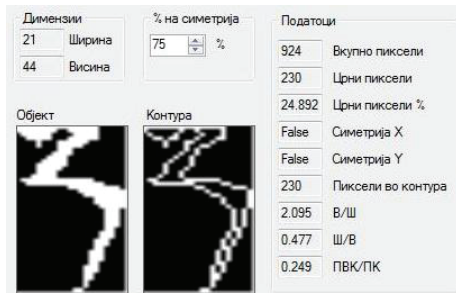 Димензии
21 Ширина
44 Висина
% на симетрија
75 %
Објект
Контура
Податоци
924 Вкупно пиксели
230 Црни пиксели
24.892 Црни пиксели %
False Симетрија X
False Симетрија Y
230 Пиксели во контура
2.095 В/Ш
0.477 Ш/В
0.249 ПВК/ПК